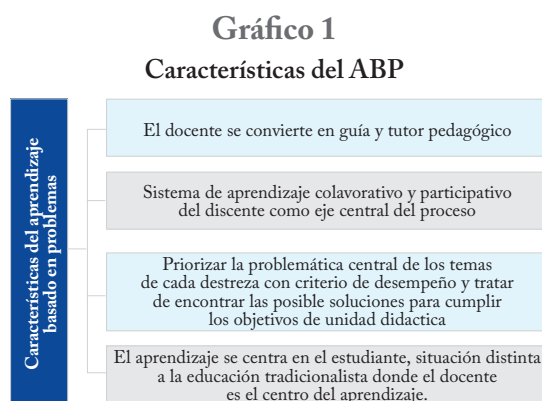 Gráfico 1
Características del ABP
Características del aprendizaje
basado en problemas
El docente se convierte en guía y tutor pedagógico
Sistema de aprendizaje colavorativo y participativo
del discente como eje central del proceso
Priorizar la problemática central de los temas
de cada destreza con criterio de desempeño y tratar
de encontrar las posible soluciones para cumplir
los objetivos de unidad didactica
El aprendizaje se centra en el estudiante, situación distinta
a la educación tradicionalista donde el docente
es el centro del aprendizaje.